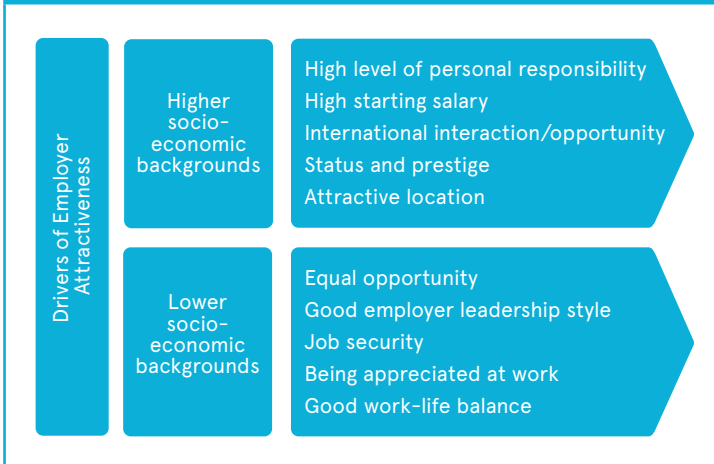 Drivers of Employer
Attractiveness
Higher
socio-
economic
backgrounds
High level of personal responsibility
High starting salary
International interaction/opportunity
Status and prestige
Attractive location
Lower
socio-
economic
backgrounds
Equal opportunity
Good employer leadership style
Job security
Being appreciated at work
Good work-life balance